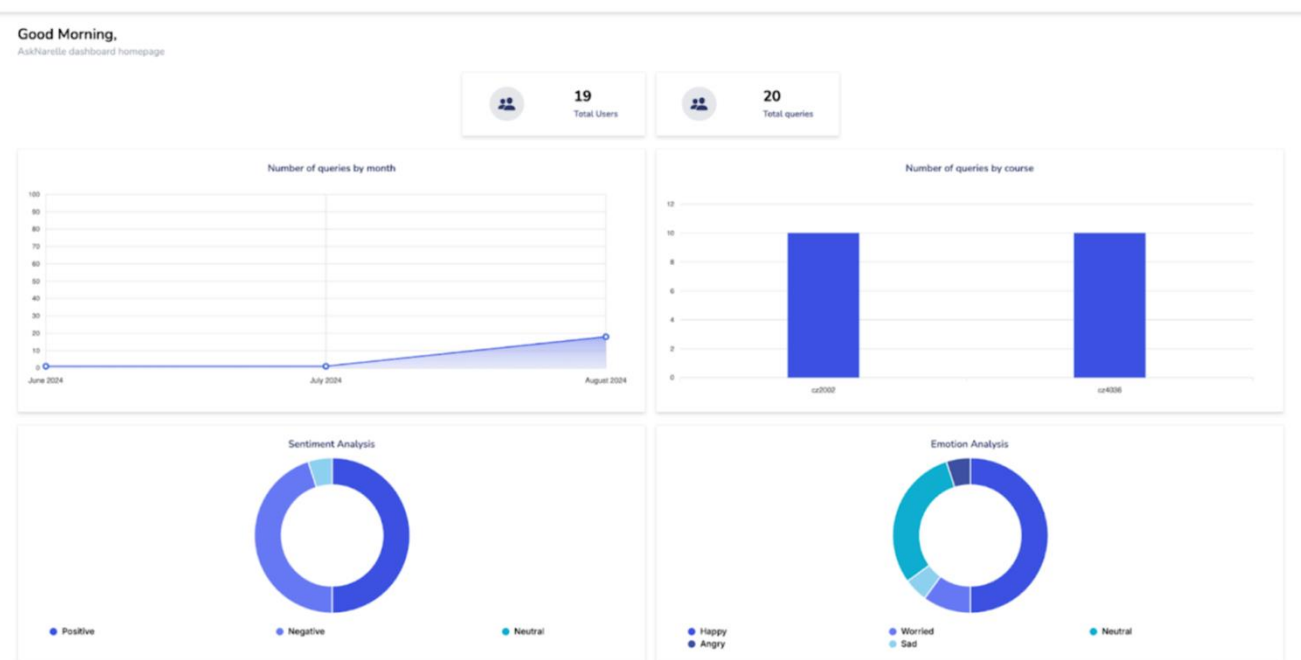 Good Morning,
AskNarelle dashboard homepage
19
Total Users
20
Total queries
Number of queries by month
100
90
80
70
60
50
40
30
20
10
0
June 2024
July 2024
August 2024
Number of queries by course
12
10
8
6
4
2
0
cz2002
cz4036
Sentiment Analysis
Positive
Negative
Neutral
Emotion Analysis
Happy
Worried
Neutral
Angry
Sad